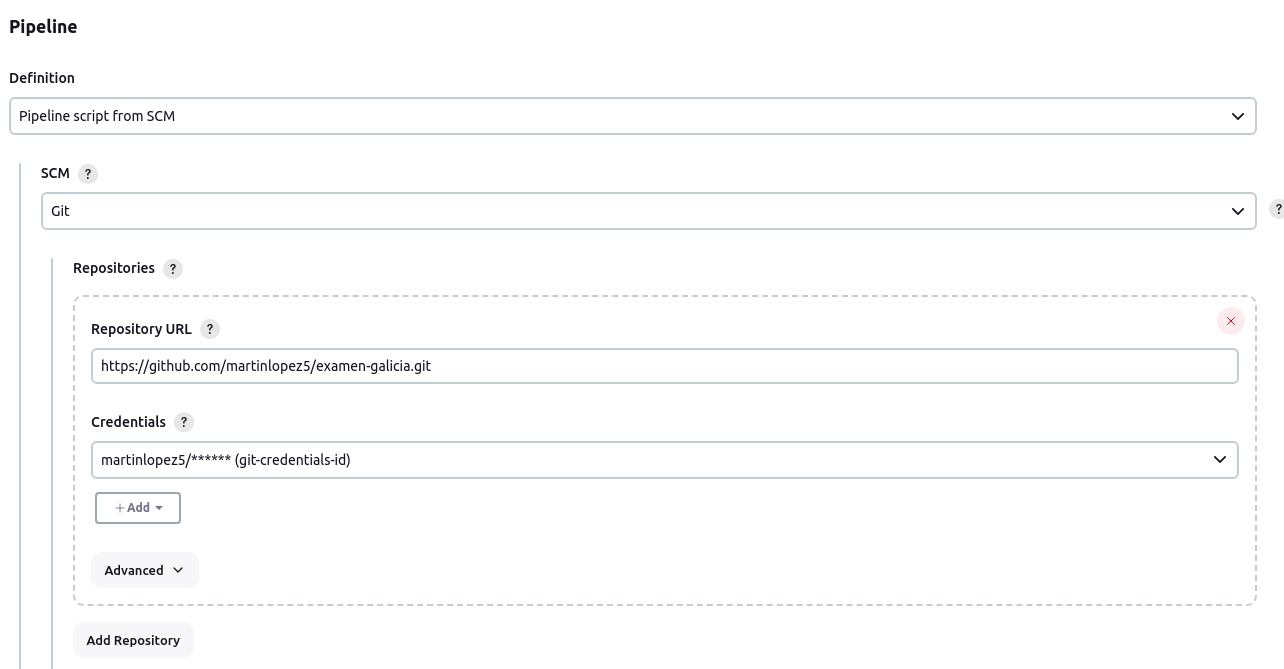 Pipeline
Definition
Pipeline script from SCM
SCM ?
Git
?
Repositories ?
Repository URL ?
https://github.com/martinlopez5/examen-galicia.git
Credentials ?
martinlopez5/****** (git-credentials-id)
+ Add
Advanced
Add Repository